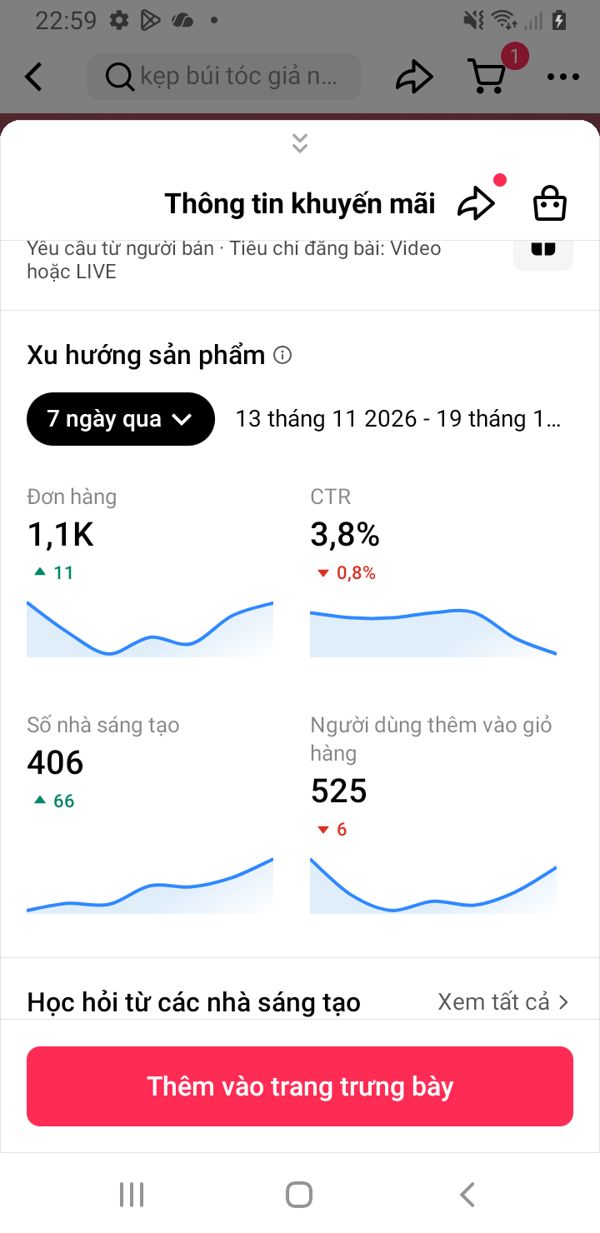 22:59
1
kẹp búi tóc giả n...
Thông tin khuyến mãi
Yêu cầu từ người bán · Tiêu chí đăng bài: Video
hoặc LIVE
Xu hướng sản phẩm
7 ngày qua
13 tháng 11 2026 - 19 tháng 1...
Đơn hàng
1,1K
11
CTR
3,8%
0,8%
Số nhà sáng tạo
406
66
Người dùng thêm vào giỏ
hàng
525
6
Học hỏi từ các nhà sáng tạo
Xem tất cả
Thêm vào trang trưng bày